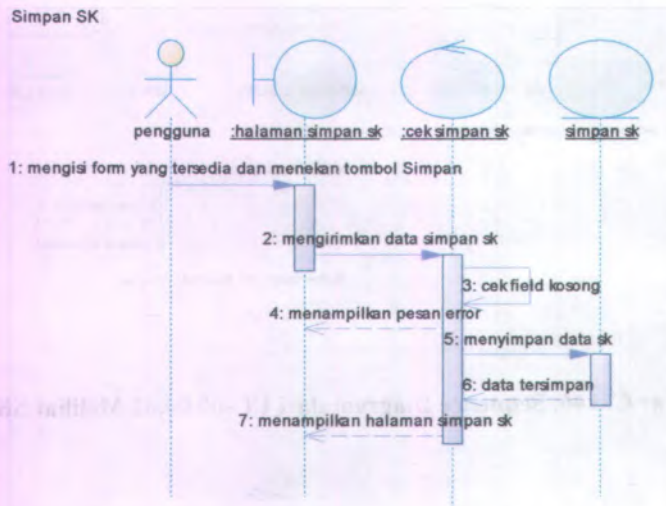 Simpan SK
pengguna
:halaman simpan sk
:cek simpan sk
simpan sk
1: mengisi form yang tersedia dan menekan tombol Simpan
2: mengirimkan data simpan sk
3: cek field kosong
4: menampilkan pesan error
5: menyimpan data sk
6: data tersimpan
7: menampilkan halaman simpan sk